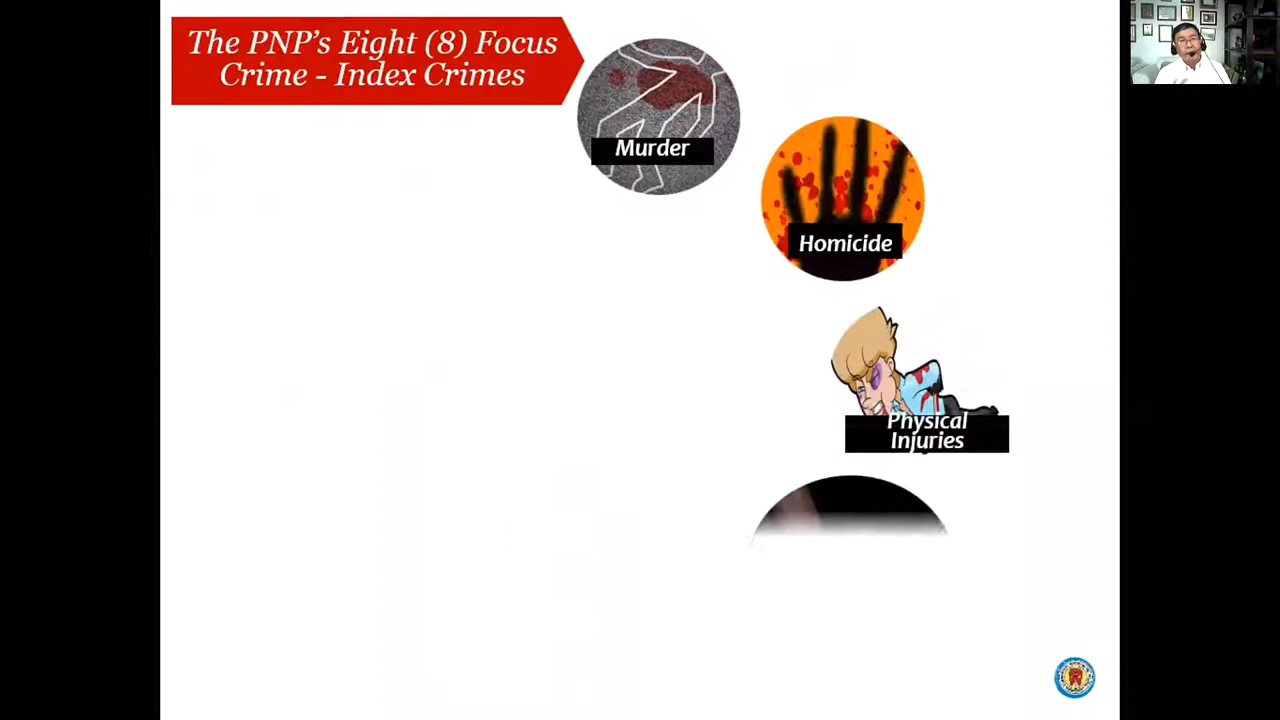 The PNP's Eight (8) Focus
Crime - Index Crimes
Murder
Homicide
Physical
Injuries